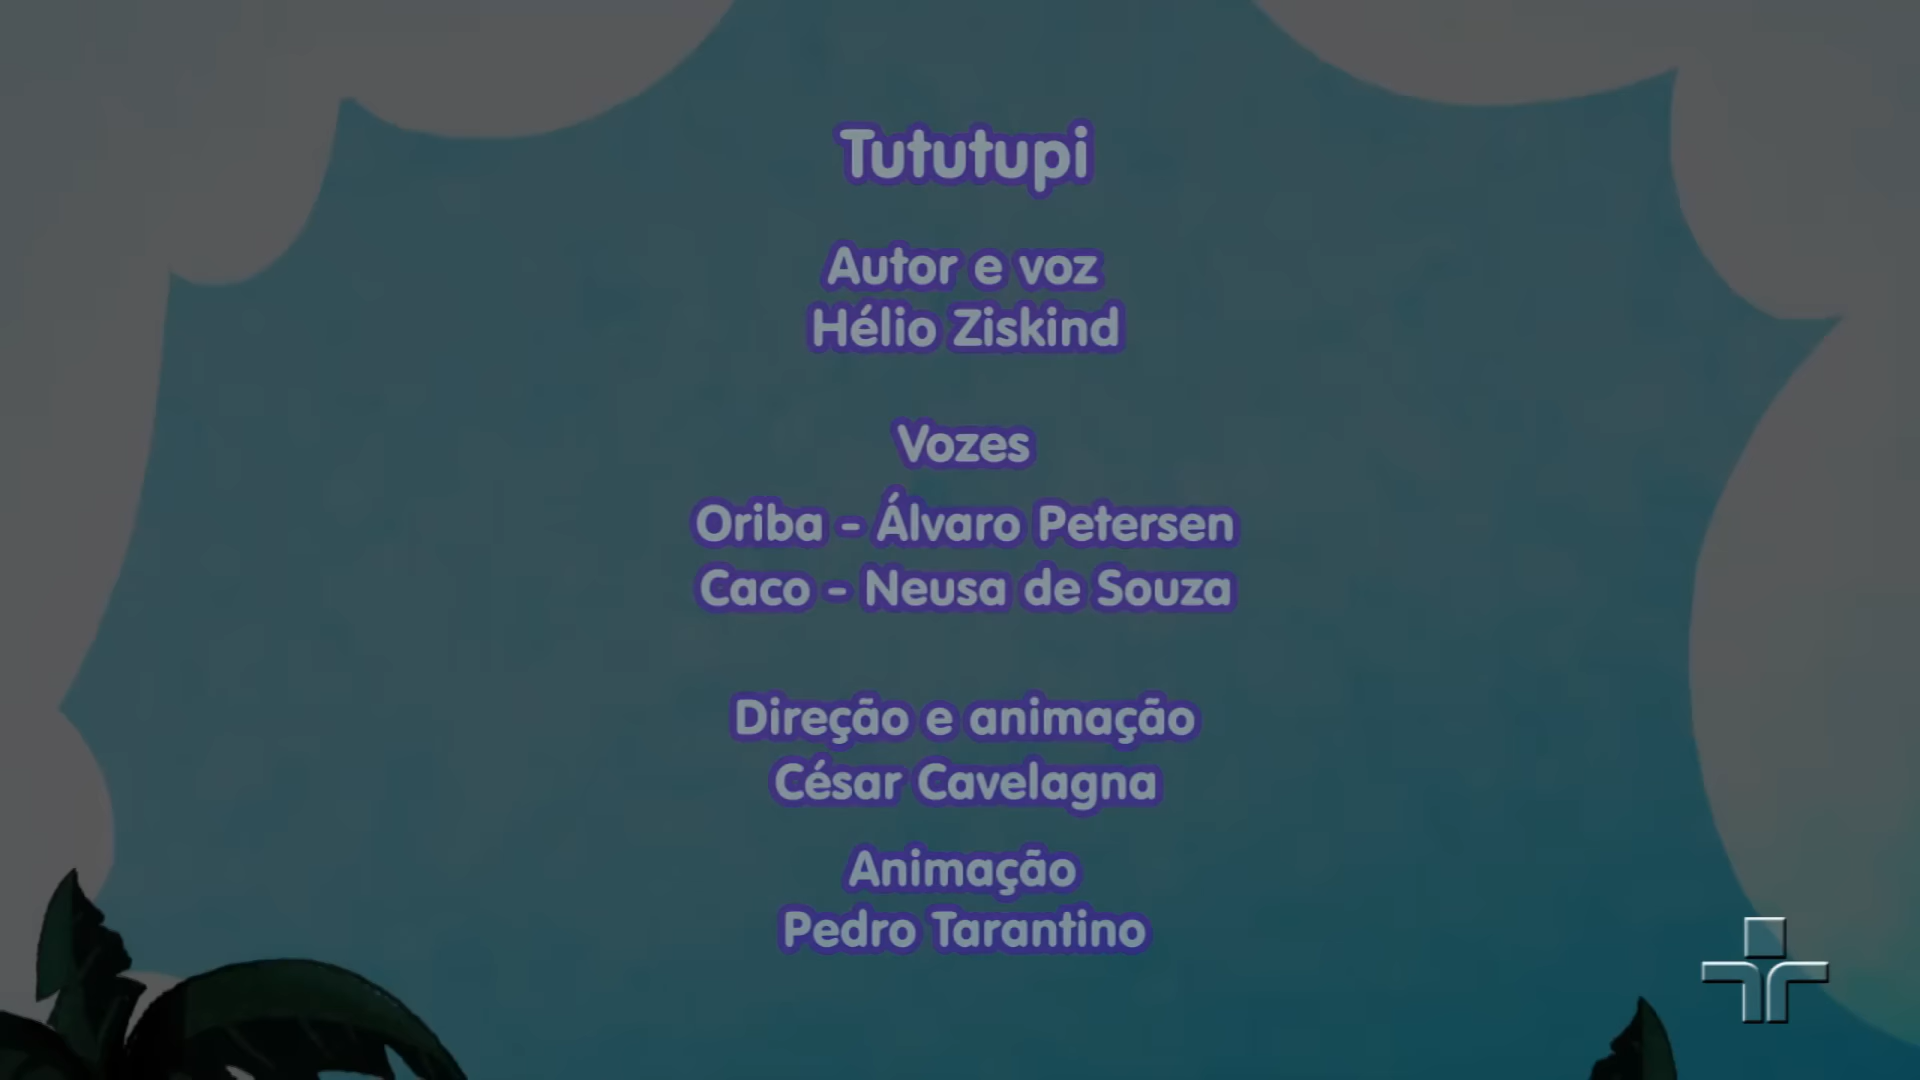 Tututupi
Autor e voz
Hélio Ziskind
Vozes
Oriba - Álvaro Petersen
Caco - Neusa de Souza
Direção e animação
César Cavelagna
Animação
Pedro Tarantino